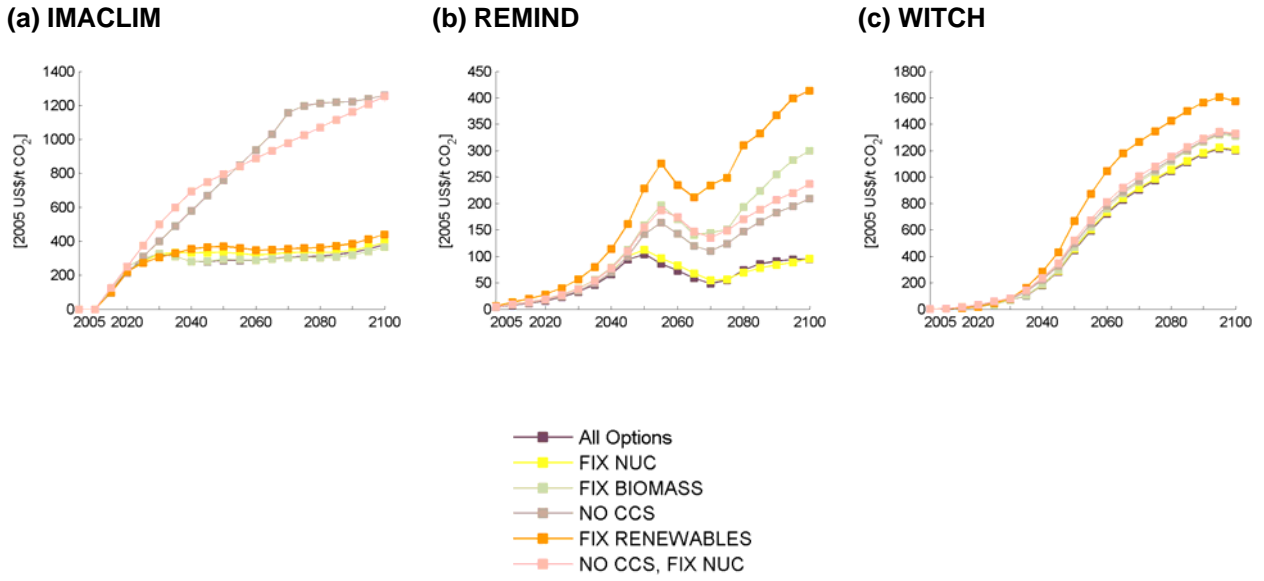 (a) IMACLIM
(b) REMIND
(c) WITCH
[2005 US$/t CO2]
1400
1200
1000
800
600
400
200
0
2005 2020 2040 2060 2080 2100
[2005 US$/t CO2]
450
400
350
300
250
200
150
100
50
0
2005 2020 2040 2060 2080 2100
[2005 US$/t CO2]
1800
1600
1400
1200
1000
800
600
400
200
0
2005 2020 2040 2060 2080 2100
All Options
FIX NUC
FIX BIOMASS
NO CCS
FIX RENEWABLES
NO CCS, FIX NUC